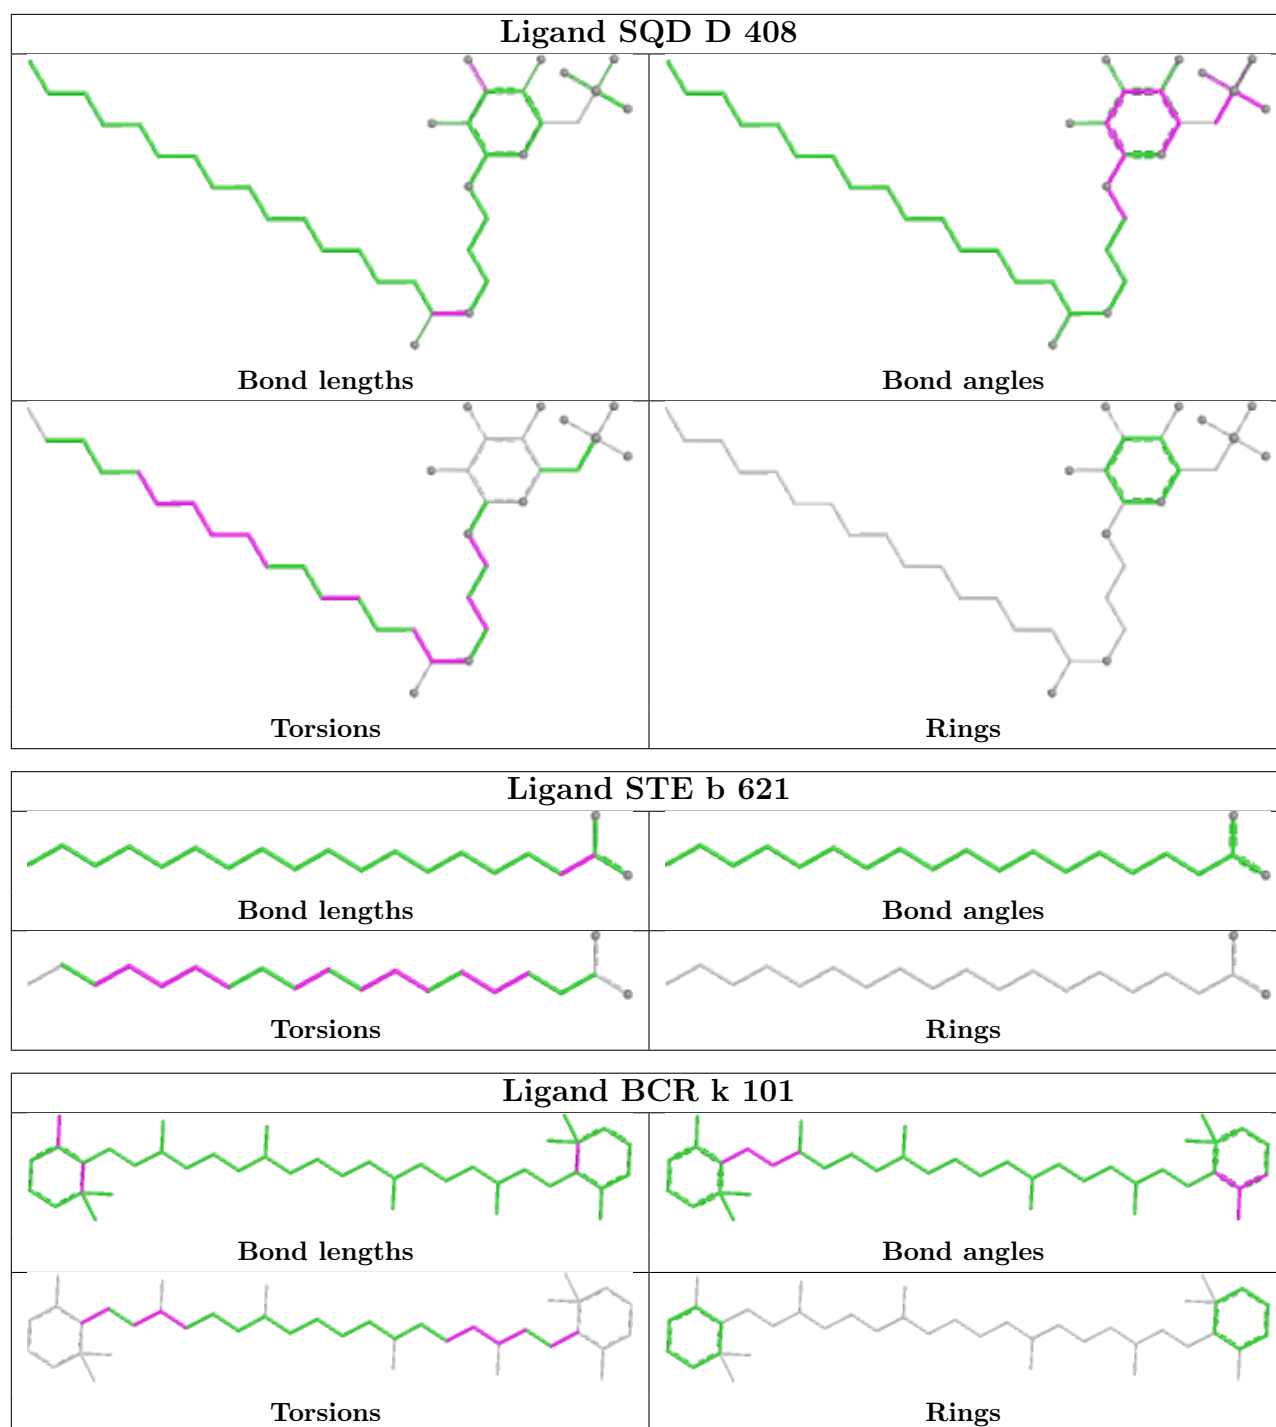 Ligand SQD D 408
Bond lengths
Bond angles
Torsions
Rings
Ligand STE b 621
Bond lengths
Bond angles
Torsions
Rings
Ligand BCR k 101
Bond lengths
Bond angles
Torsions
Rings